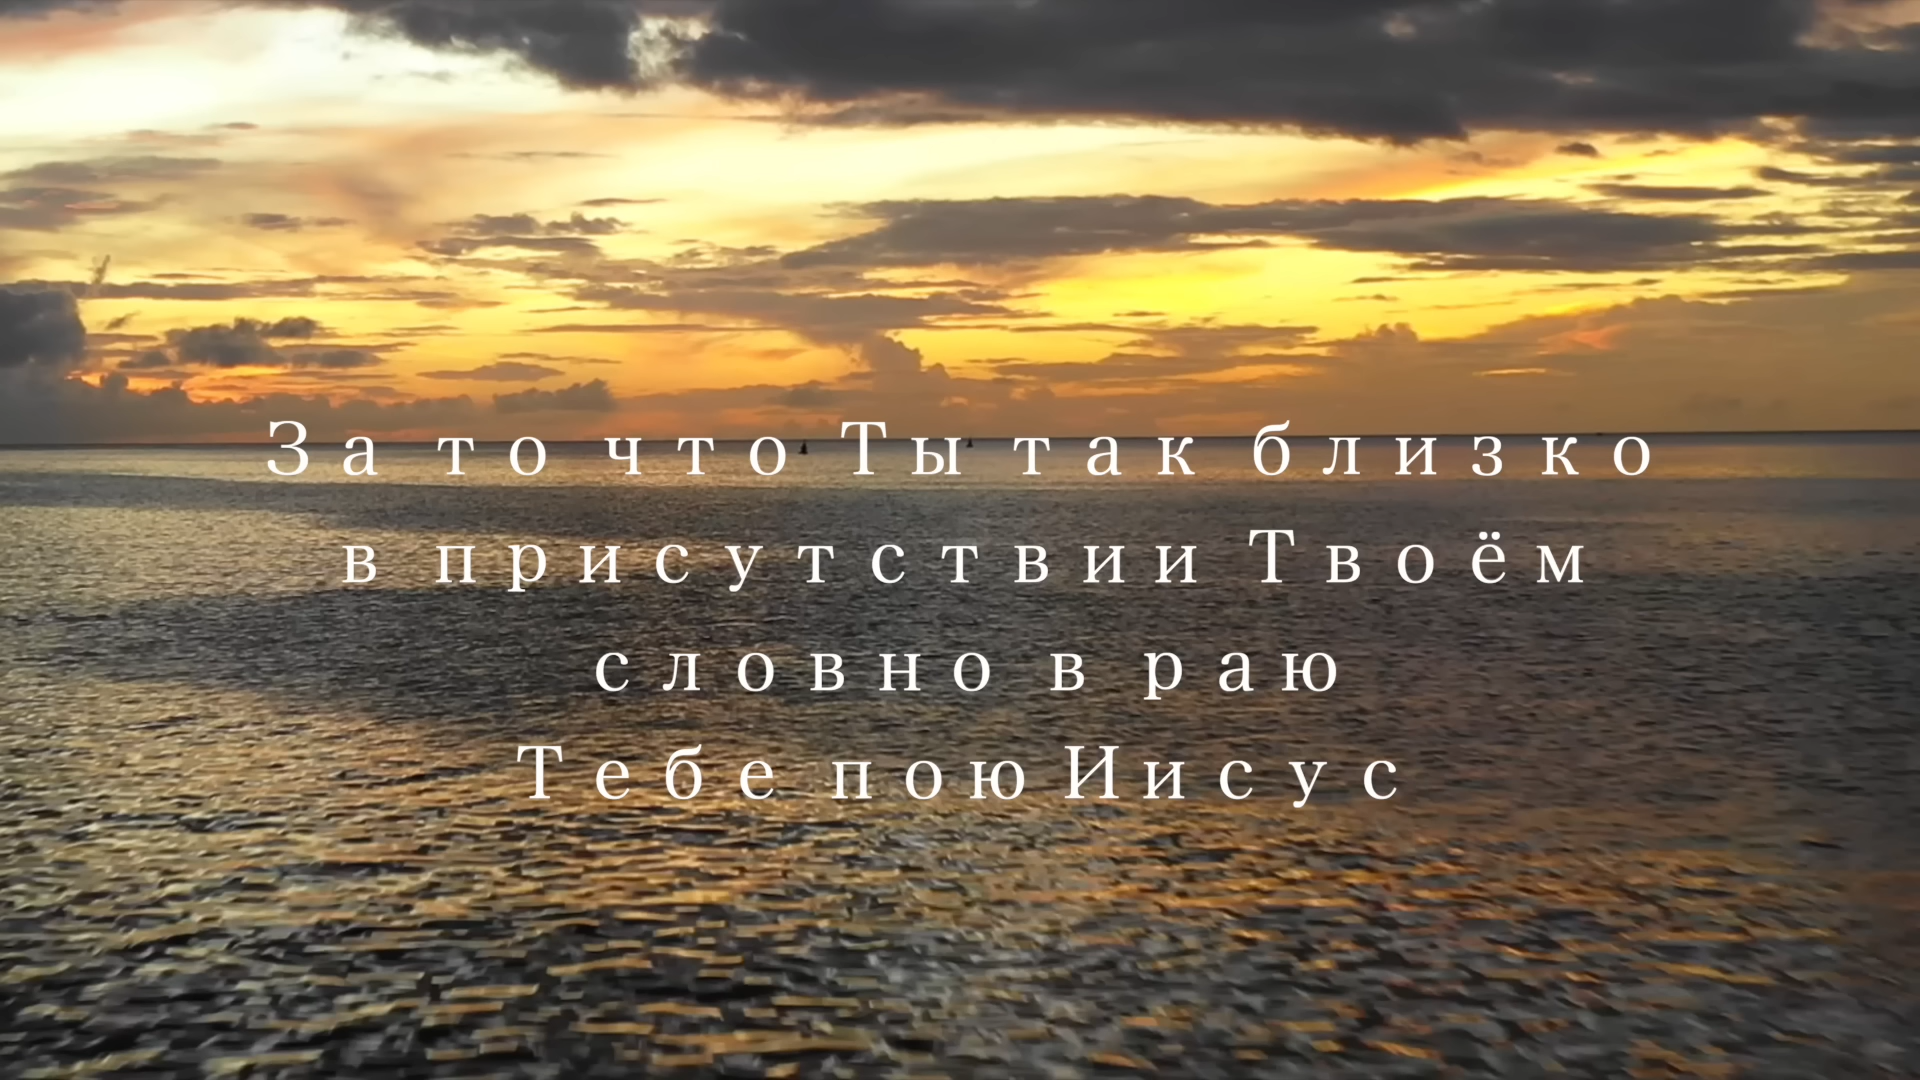 За то что Ты так близко
в присутствии Твоём
словно в раю
Тебе пою Иисус